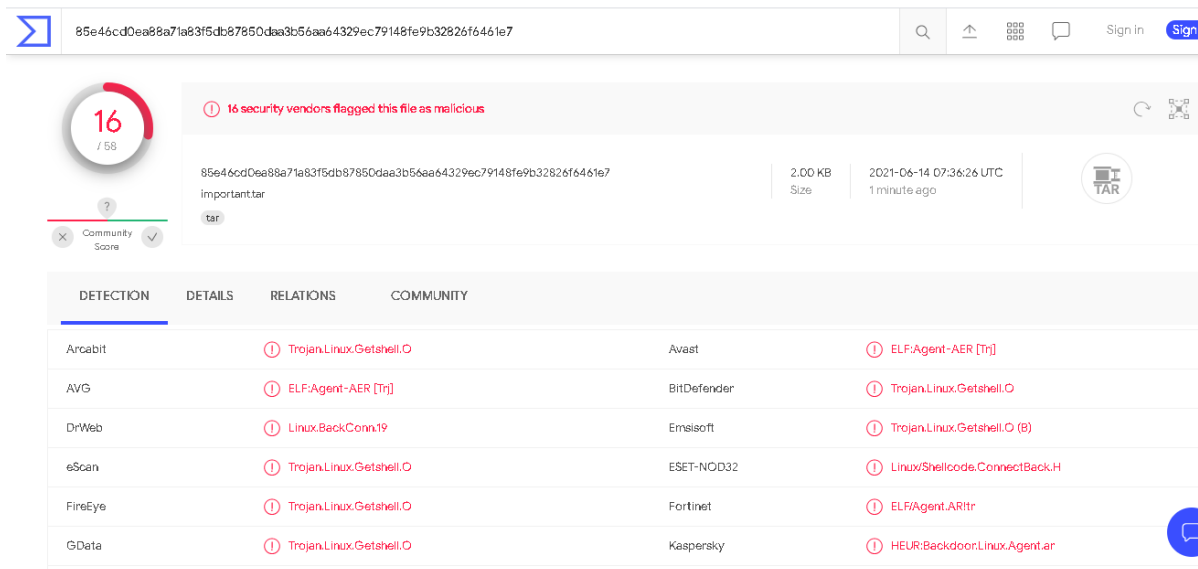 85e46cd0ea88a71a83f5db87850daa3b56aa64329ec79148fe9b32826f6461e7
Sign in
Sign
16
/ 58
16 security vendors flagged this file as malicious
85e46cd0ea88a71a83f5db87850daa3b56aa64329ec79148fe9b32826f6461e7
important.tar
tar
2.00 KB
Size
2021-06-14 07:36:26 UTC
1 minute ago
TAR
?
Community
Score
DETECTION DETAILS RELATIONS COMMUNITY
Arcabit Trojan.Linux.Getshell.O Avast ELF:Agent-AER [Trj]
AVG ELF:Agent-AER [Trj] BitDefender Trojan.Linux.Getshell.O
DrWeb Linux.BackConn.19 Emsisoft Trojan.Linux.Getshell.O (B)
eScan Trojan.Linux.Getshell.O ESET-NOD32 Linux/Shellcode.ConnectBack.H
FireEye Trojan.Linux.Getshell.O Fortinet ELF/Agent.AR!tr
GData Trojan.Linux.Getshell.O Kaspersky HEUR:Backdoor.Linux.Agent.ar